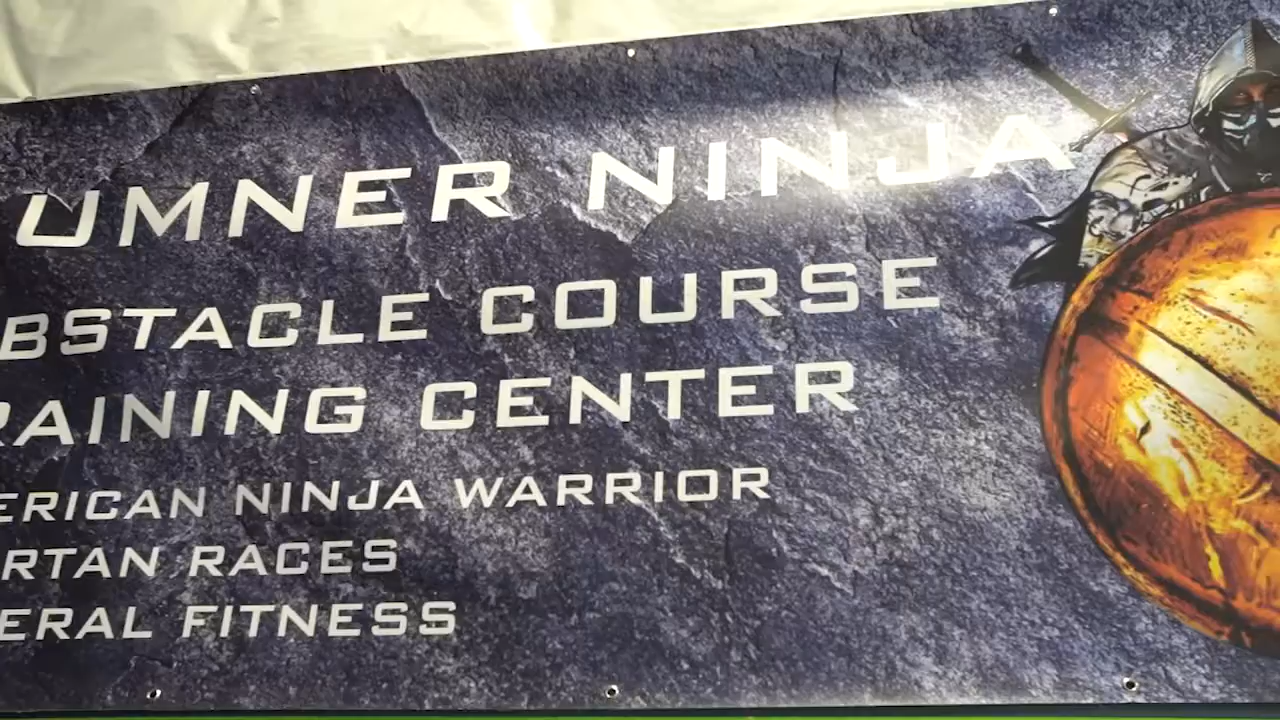 UMNER NINJA
BSTACLE COURSE
RAINING CENTER
ERICAN NINJA WARRIOR
RTAN RACES
ERAL FITNESS